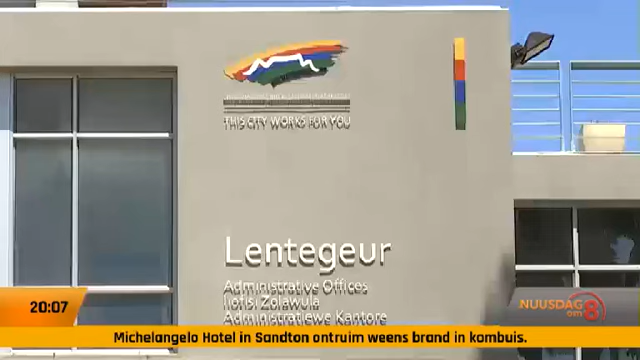 THIS CITY WORKS FOR YOU
Lentegeur
Administrative Offices
Iiofisi Zolawulo
Administratiewe Kantore
20:07
NUUSDAG
om 8
Michelangelo Hotel in Sandton ontruim weens brand in kombuis.